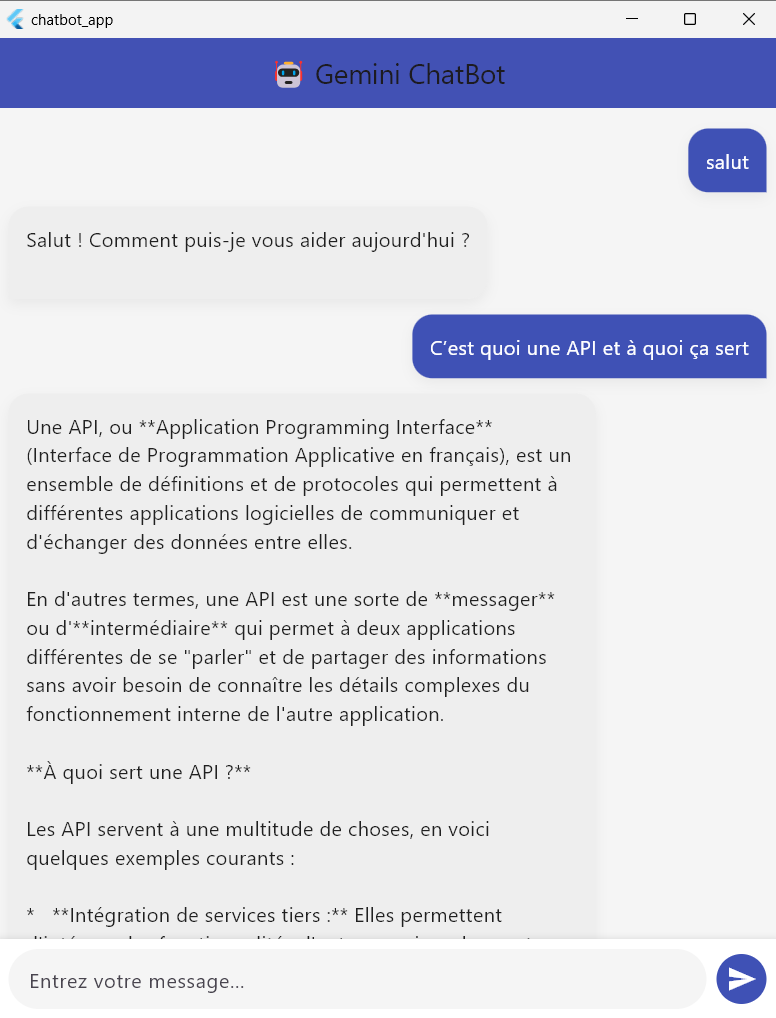 chatbot_app
Gemini ChatBot
salut
Salut ! Comment puis-je vous aider aujourd'hui ?
C’est quoi une API et à quoi ça sert
Une API, ou **Application Programming Interface**
(Interface de Programmation Applicative en français), est un
ensemble de définitions et de protocoles qui permettent à
différentes applications logicielles de communiquer et
d'échanger des données entre elles.
En d'autres termes, une API est une sorte de **messager**
ou d'**intermédiaire** qui permet à deux applications
différentes de se "parler" et de partager des informations
sans avoir besoin de connaître les détails complexes du
fonctionnement interne de l'autre application.
**À quoi sert une API ?**
Les API servent à une multitude de choses, en voici
quelques exemples courants :
*   **Intégration de services tiers :** Elles permettent
Entrez votre message...